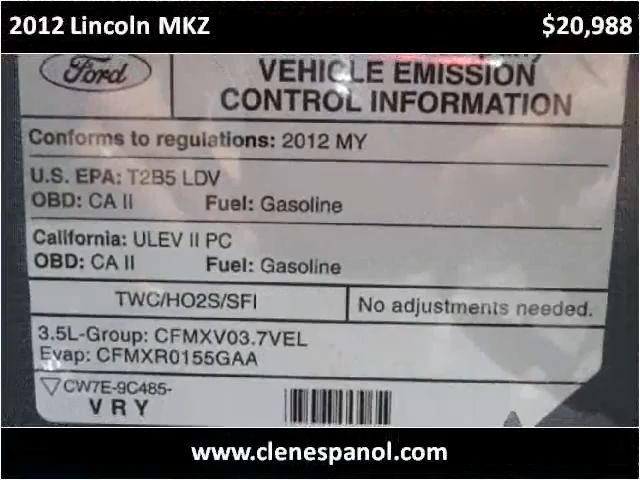 2012 Lincoln MKZ $20,988
Ford
VEHICLE EMISSION
CONTROL INFORMATION
Conforms to regulations: 2012 MY
U.S. EPA: T2B5 LDV
OBD: CA II Fuel: Gasoline
California: ULEV II PC
OBD: CA II Fuel: Gasoline
TWC/HO2S/SFI No adjustments needed.
3.5L-Group: CFMXV03.7VEL
Evap: CFMXR0155GAA
CW7E-9C485-
VRY
www.clenespanol.com